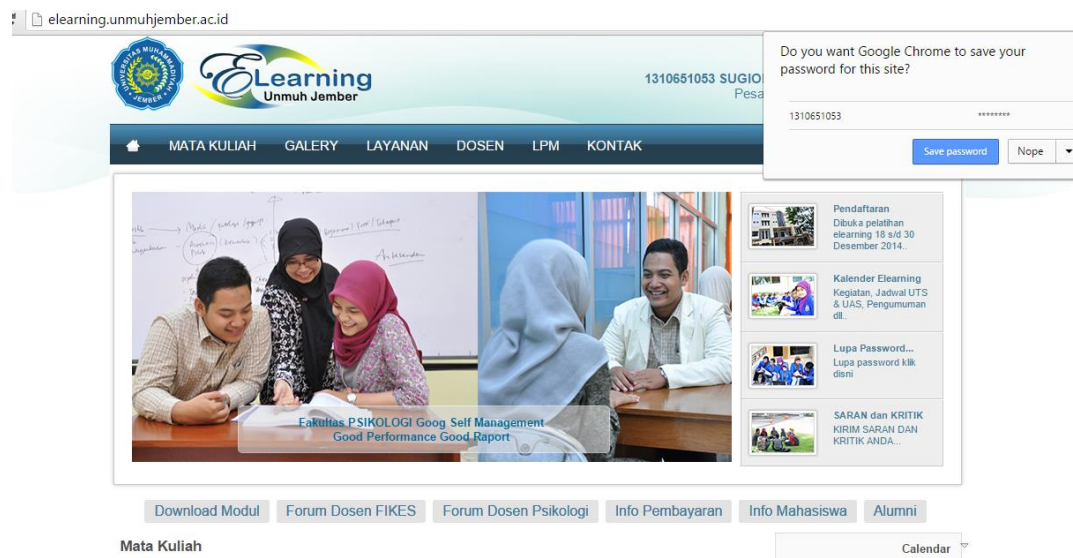 elearning.unmuhjember.ac.id
Do you want Google Chrome to save your
password for this site?
1310651053 ********
Save password Nope
UNIVERSITAS MUHAMMADIYAH
JEMBER
ELearning
Unmuh Jember
1310651053
MATA KULIAH GALERY LAYANAN DOSEN LPM KONTAK
Fakultas PSIKOLOGI Goog Self Management
Good Performance Good Raport
Pendaftaran
Dibuka pelatihan
elearning 18 s/d 30
Desember 2014..
Kalender Elearning
Kegiatan, Jadwal UTS
& UAS, Pengumuman
dll..
Lupa Password...
Lupa password klik
disni
SARAN dan KRITIK
KIRIM SARAN DAN
KRITIK ANDA...
Download Modul Forum Dosen FIKES Forum Dosen Psikologi Info Pembayaran Info Mahasiswa Alumni
Mata Kuliah
Calendar